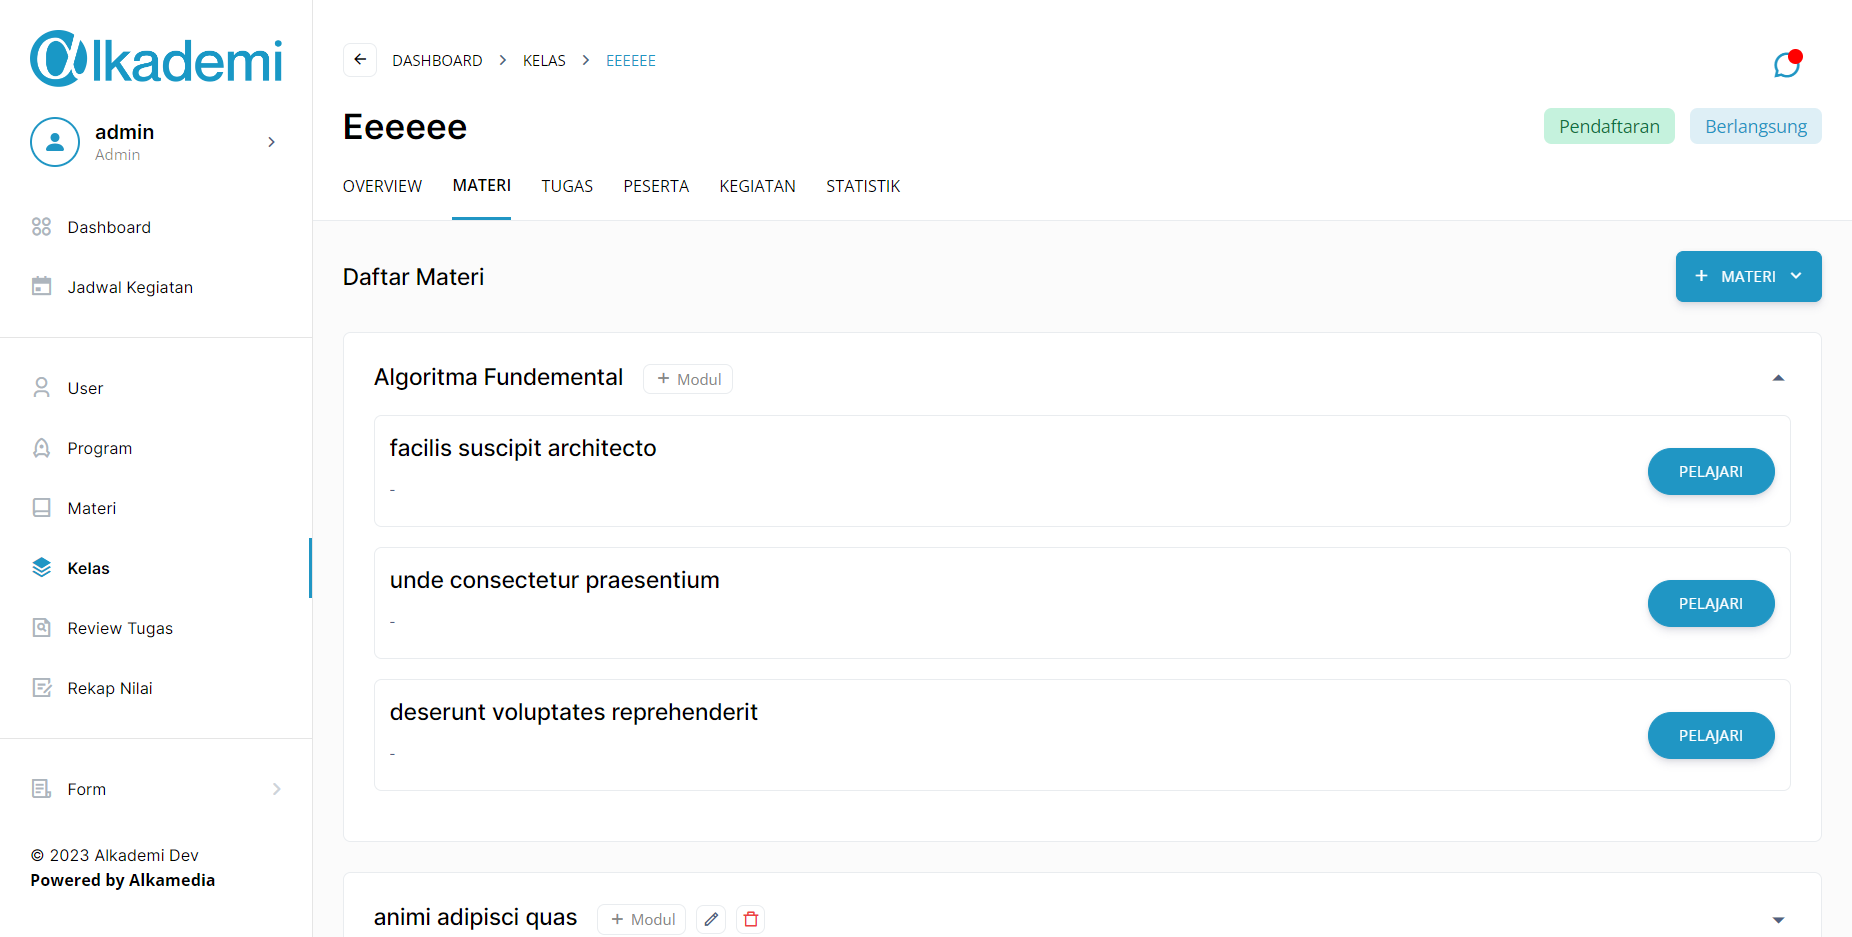 @lkademi
admin
Admin
Dashboard
Jadwal Kegiatan
User
Program
Materi
Kelas
Review Tugas
Rekap Nilai
Form
© 2023 Alkademi Dev
Powered by Alkamedia
DASHBOARD > KELAS > EEEEEE
Eeeeee
Pendaftaran
Berlangsung
OVERVIEW MATERI TUGAS PESERTA KEGIATAN STATISTIK
Daftar Materi
+ MATERI
Algoritma Fundemental + Modul
facilis suscipit architecto
-
PELAJARI
unde consectetur praesentium
-
PELAJARI
deserunt voluptates reprehenderit
-
PELAJARI
animi adipisci quas + Modul